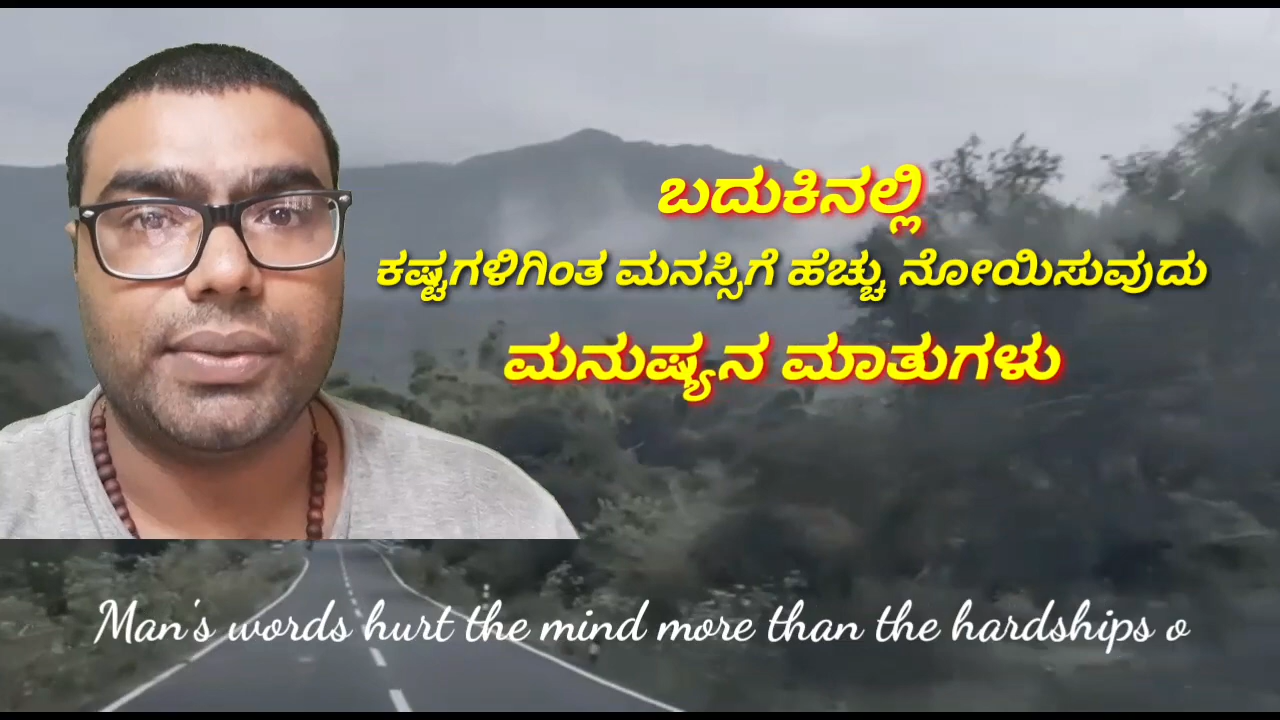 ಬದುಕಿನಲ್ಲಿ
ಕಷ್ಟಗಳಿಗಿಂತ ಮನಸ್ಸಿಗೆ ಹೆಚ್ಚು ನೋಯಿಸುವುದು
ಮನುಷ್ಯನ ಮಾತುಗಳು
Man's words hurt the mind more than the hardships o